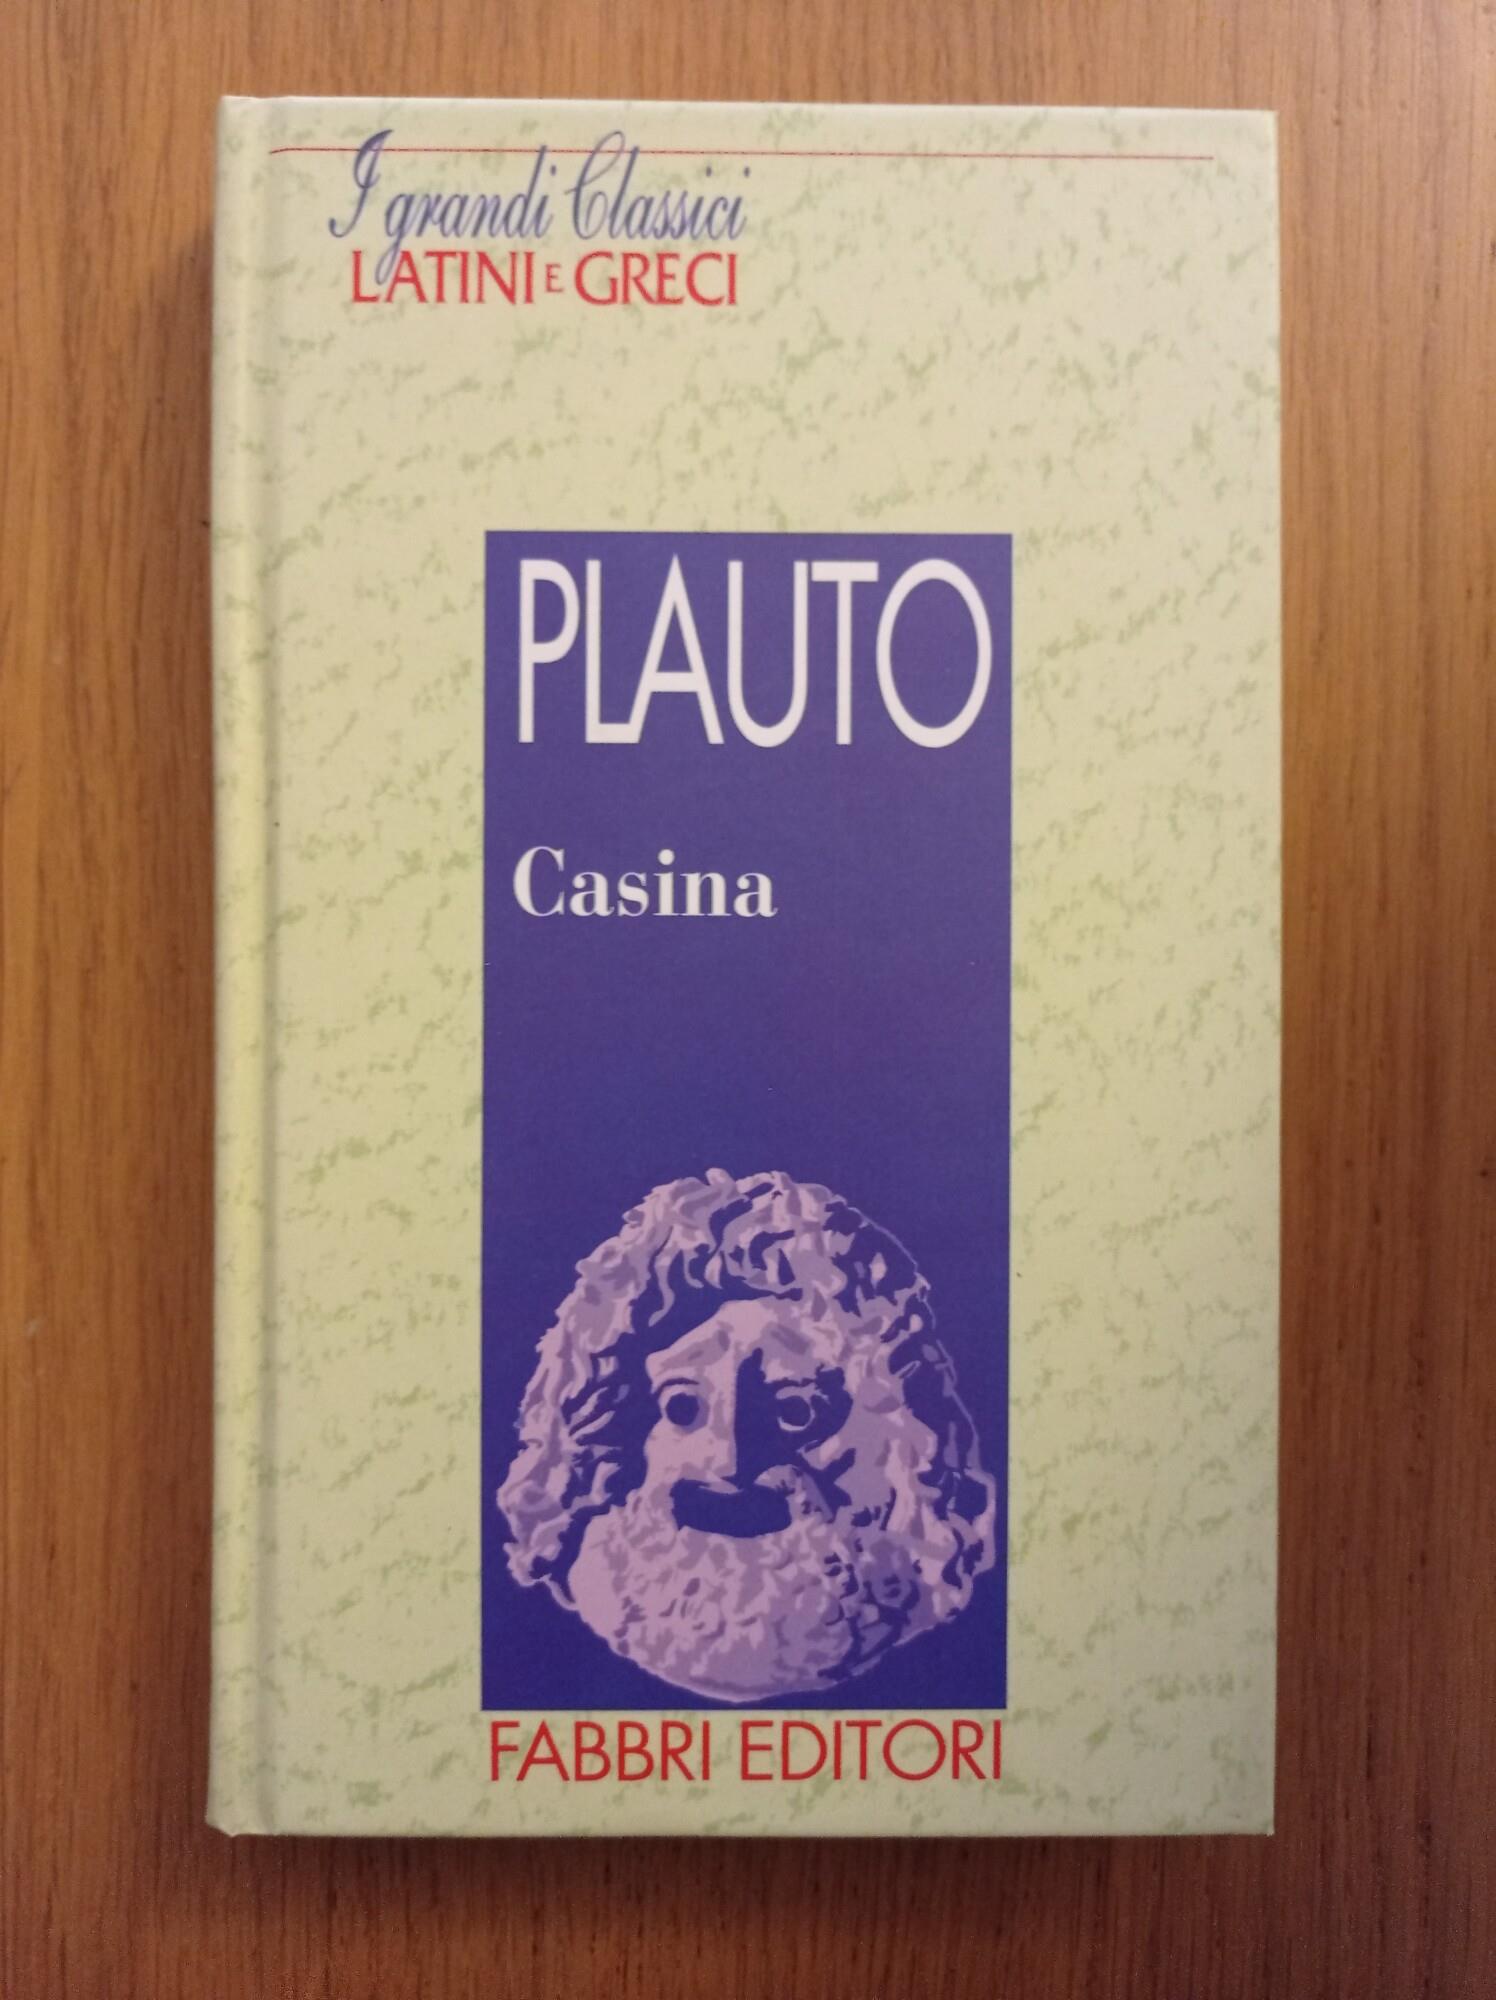 I grandi Classici
LATINI E GRECI
PLAUTO
Casina
FABBRI EDITORI